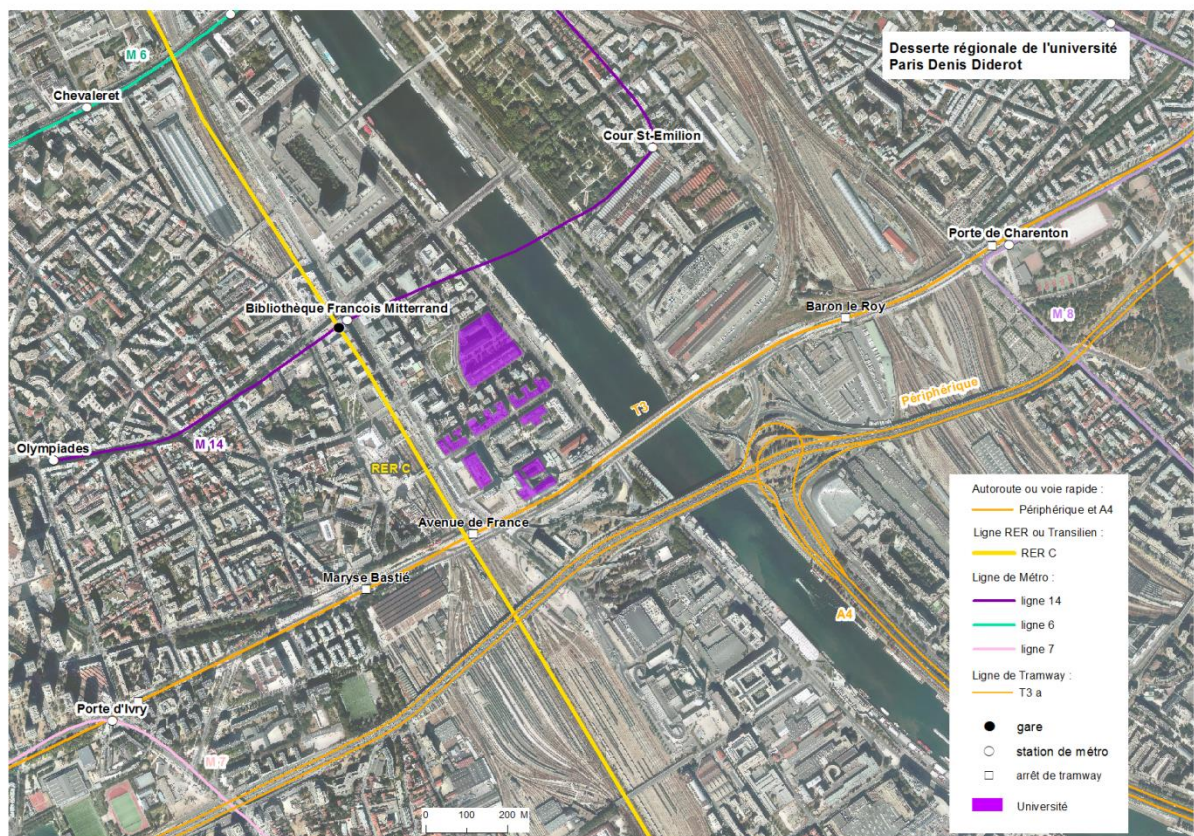 Desserte régionale de l'université
Paris Denis Diderot
M 6
Chevaleret
Cour St-Emilion
Porte de Charenton
Bibliothèque Francois Mitterrand
Baron le Roy
M 8
Périphérique
T3
Olympiades
M 14
RER C
Avenue de France
Maryse Bastié
A4
Porte d'Ivry
M 7
0 100 200 M
Autoroute ou voie rapide :
Périphérique et A4
Ligne RER ou Transilien :
RER C
Ligne de Métro :
ligne 14
ligne 6
ligne 7
Ligne de Tramway :
T3 a
gare
station de métro
arrêt de tramway
Université